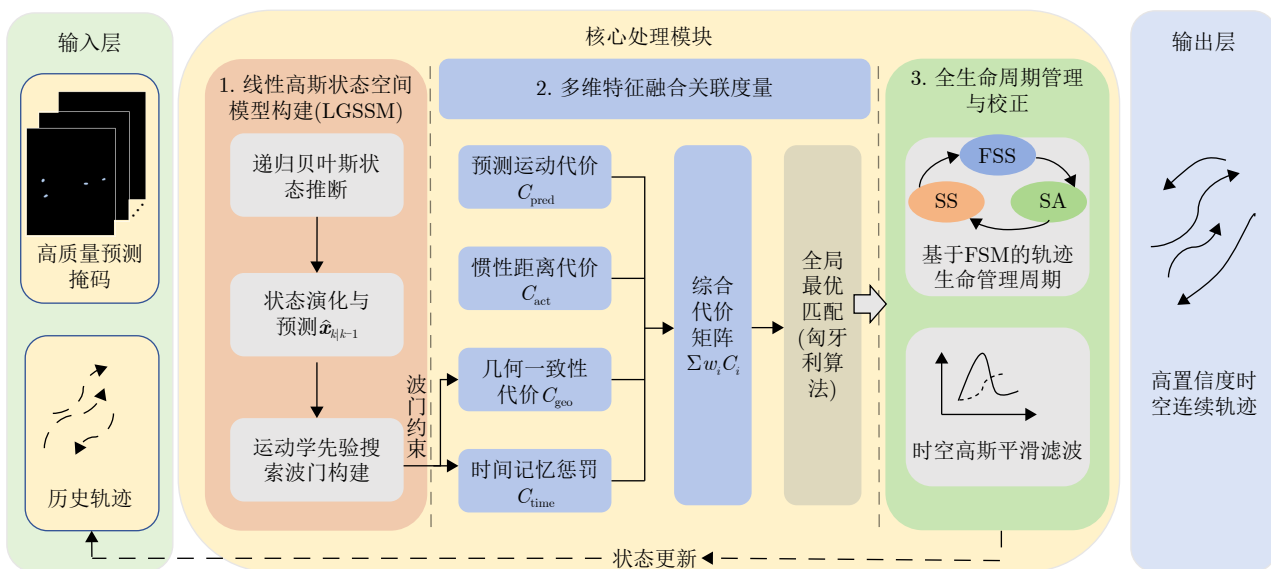 输入层
高质量预测
掩码
历史轨迹
核心处理模块
1. 线性高斯状态空间
模型构建(LGSSM)
递归贝叶斯状
态推断
状态演化与
预测x̂ₖ|ₖ₋₁
运动学先验搜
索波门构建
波门约束
2. 多维特征融合关联度量
预测运动代价
C_pred
惯性距离代价
C_act
几何一致性
代价C_geo
时间记忆惩罚
C_time
综合
代价
矩阵
Σw_iC_i
全局
最优
匹配
(匈牙
利算
法)
3. 全生命周期管理
与校正
FSS
SS
SA
基于FSM的轨迹
生命管理周期
时空高斯平滑滤波
状态更新
输出层
高置信度时
空连续轨迹